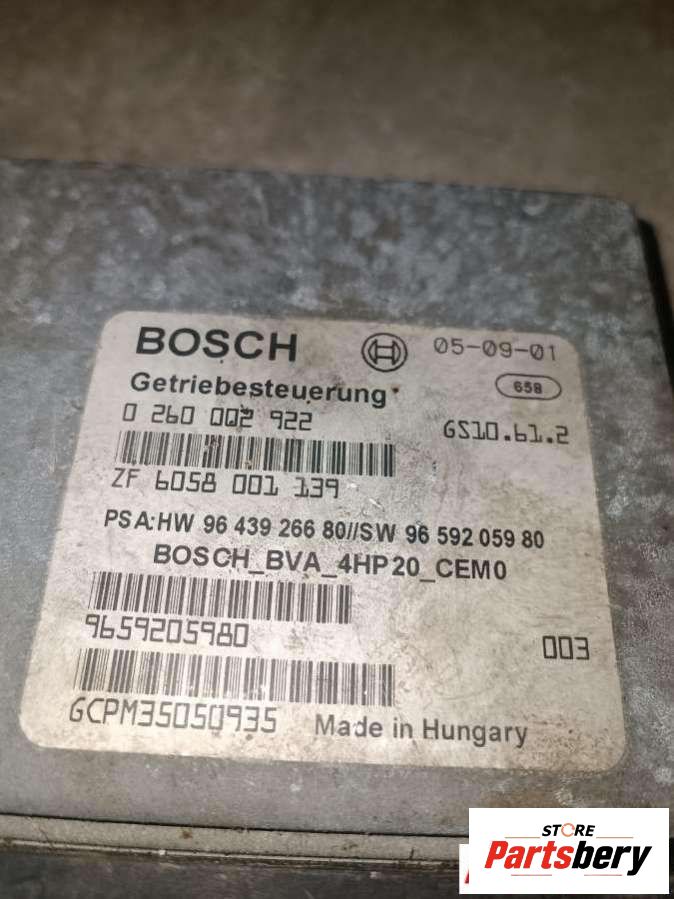 BOSCH
05-09-01
Getriebesteuerung
658
0 260 002 922
GS10.61.2
ZF 6058 001 139
PSA:HW 96 439 266 80//SW 96 592 059 80
BOSCH_BVA_4HP20_CEM0
9659205980
003
GCPM35050935
Made in Hungary
STORE
Partsbery